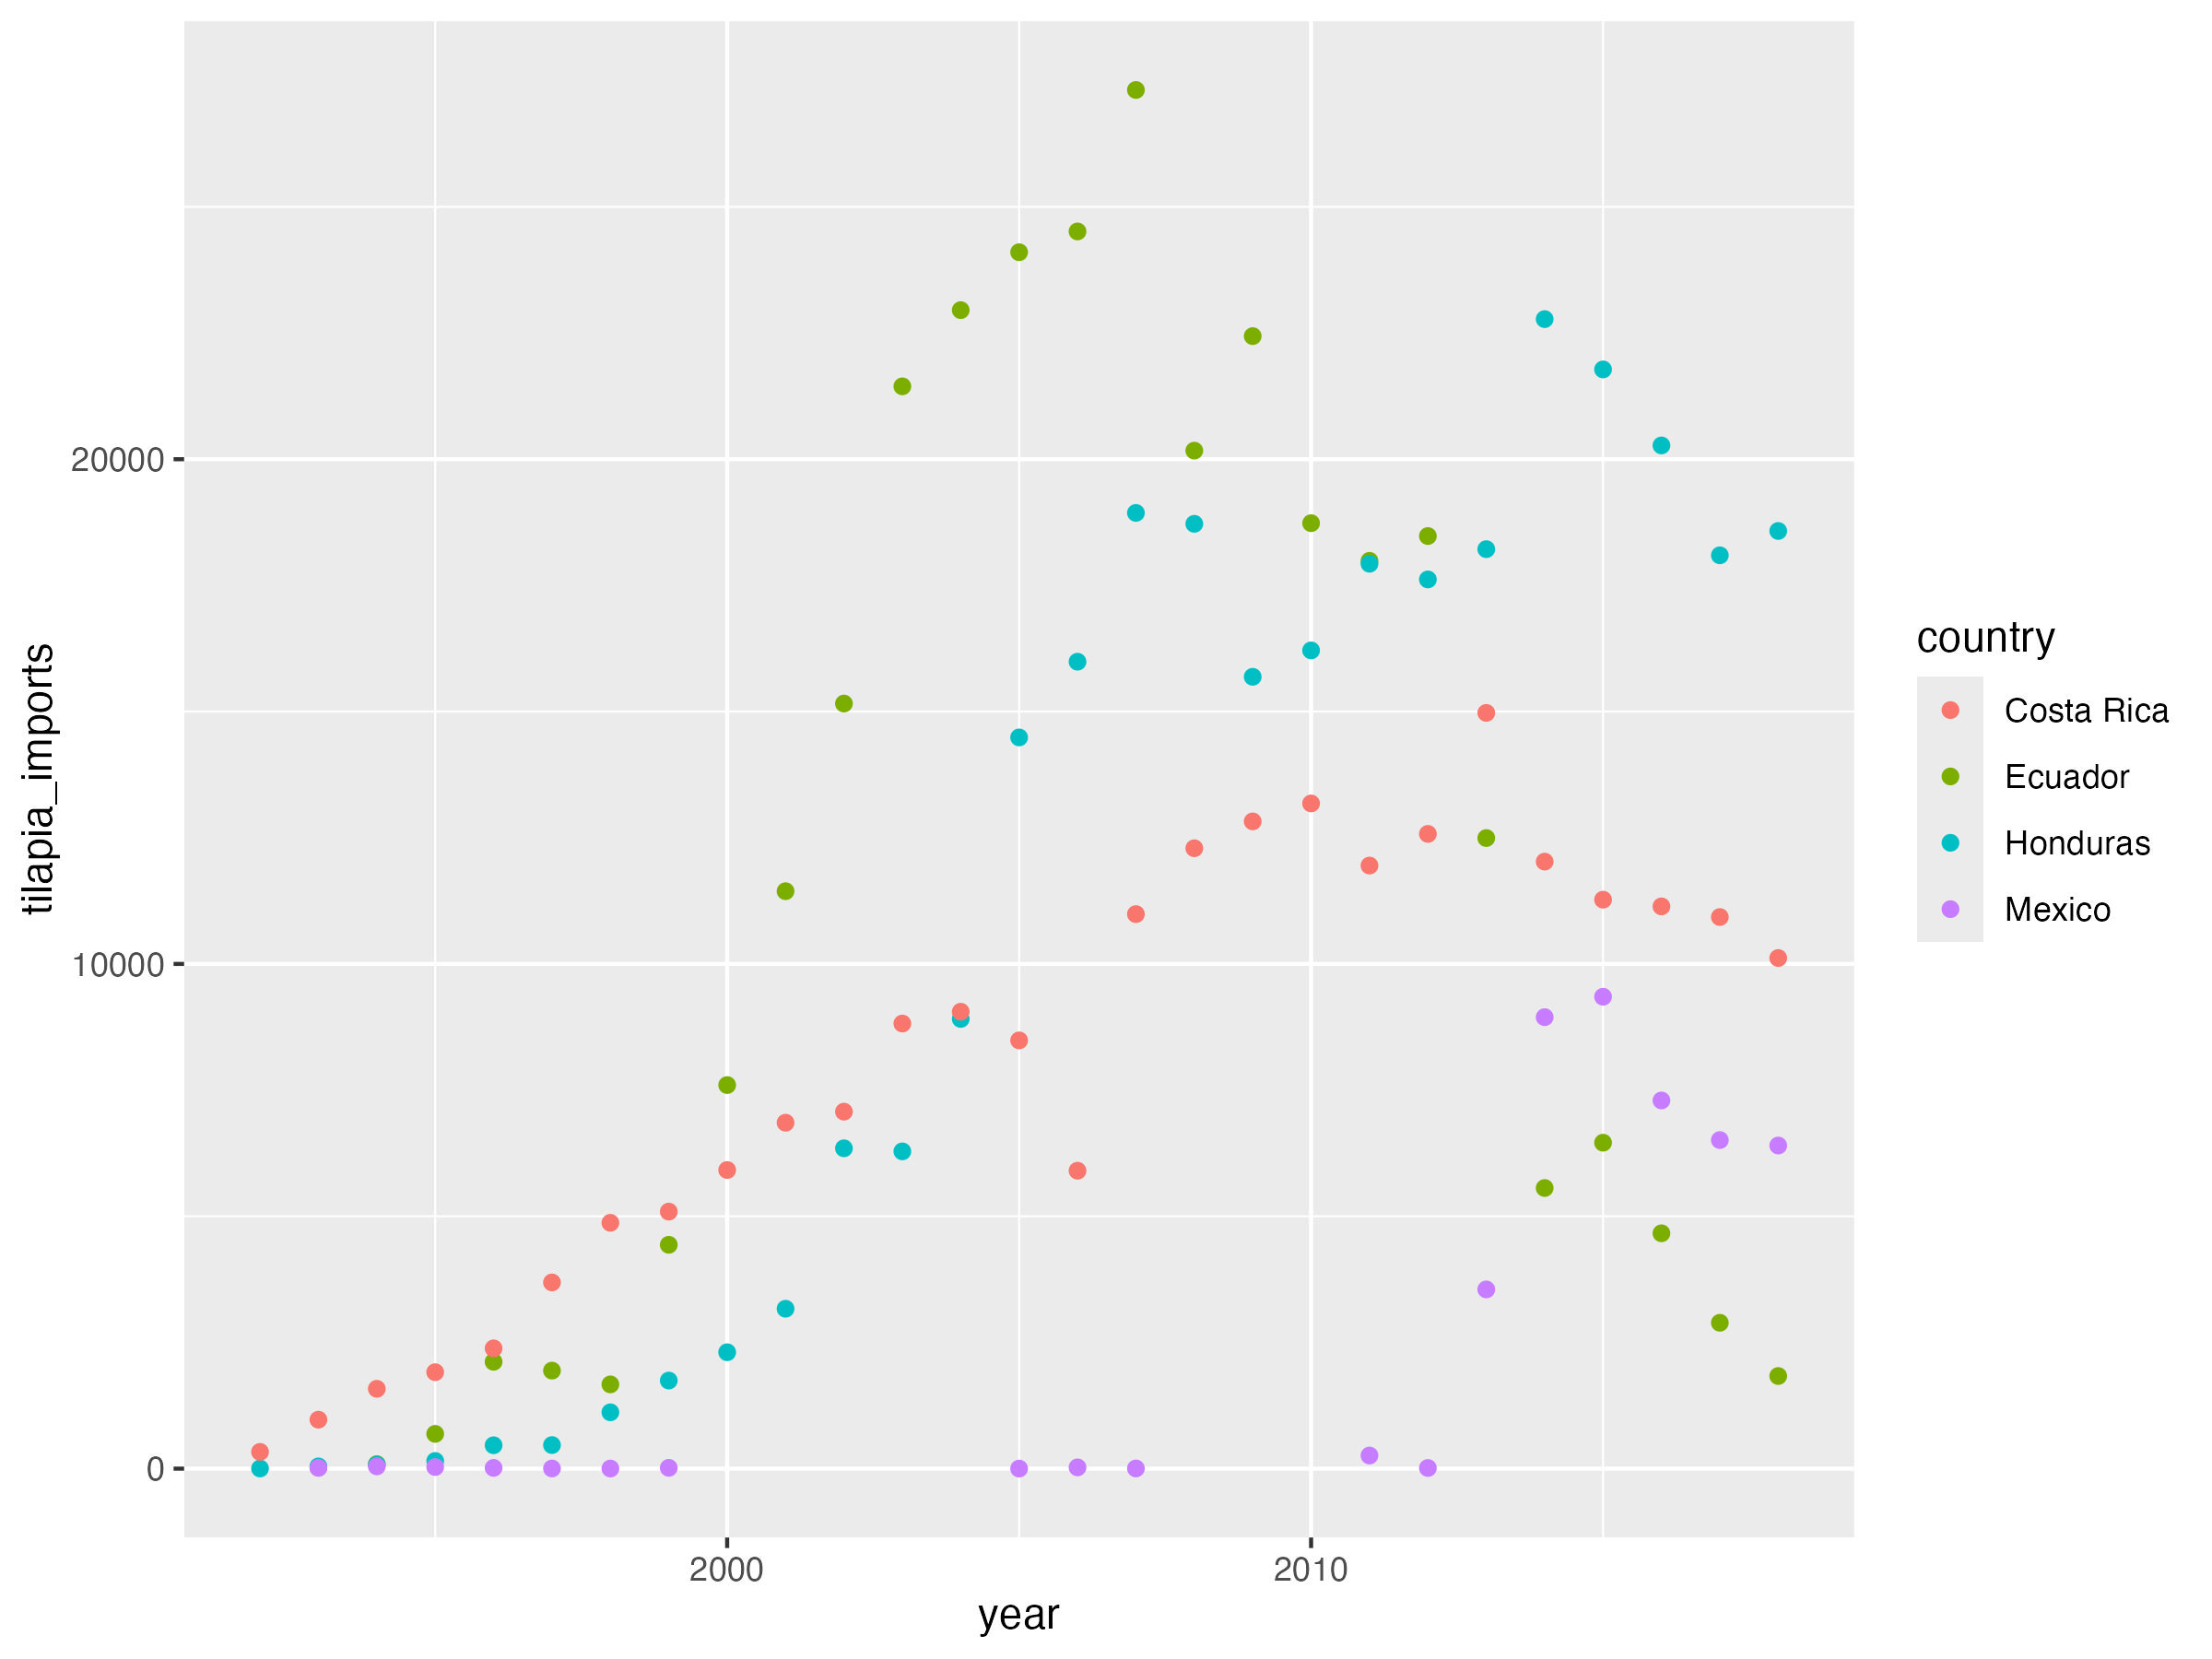 tilapia_imports
20000
10000
0
2000
2010
year
country
Costa Rica
Ecuador
Honduras
Mexico